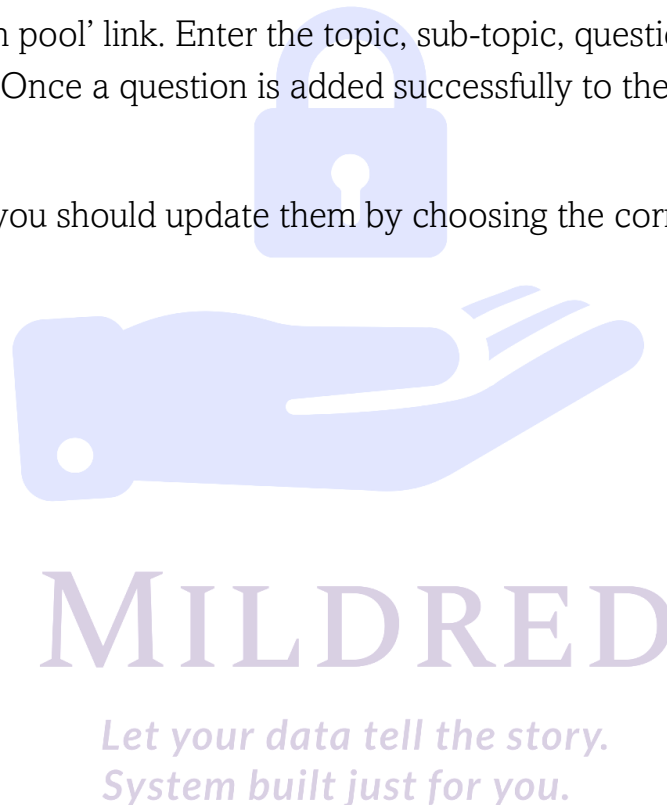 n pool’ link. Enter the topic, sub-topic, questi
Once a question is added successfully to the
you should update them by choosing the cor
MILDRED
Let your data tell the story.
System built just for you.